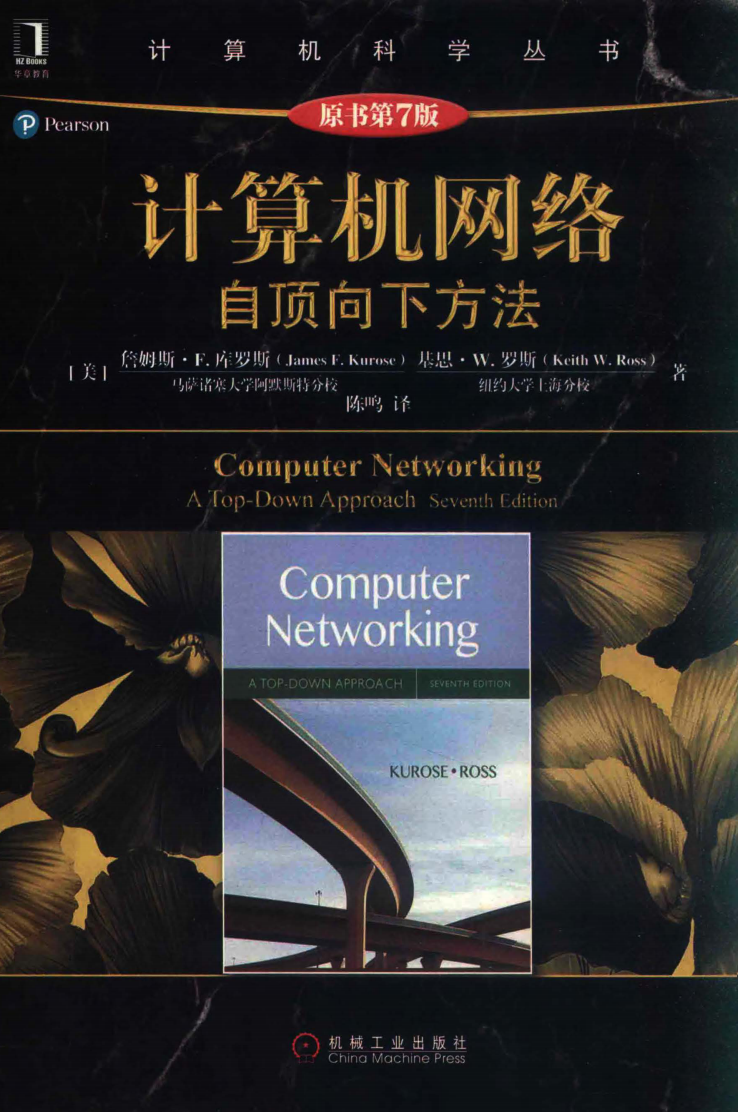 HZ BOOKS
华章教育
计算机科学丛书
Pearson
原书第7版
计算机网络
自顶向下方法
[美] 詹姆斯·F. 库罗斯（James F. Kurose） 基思·W. 罗斯（Keith W. Ross） 著
马萨诸塞大学阿默斯特分校 纽约大学上海分校
陈鸣 译
Computer Networking
A Top-Down Approach Seventh Edition
Computer
Networking
A TOP-DOWN APPROACH SEVENTH EDITION
KUROSE • ROSS
机械工业出版社
China Machine Press